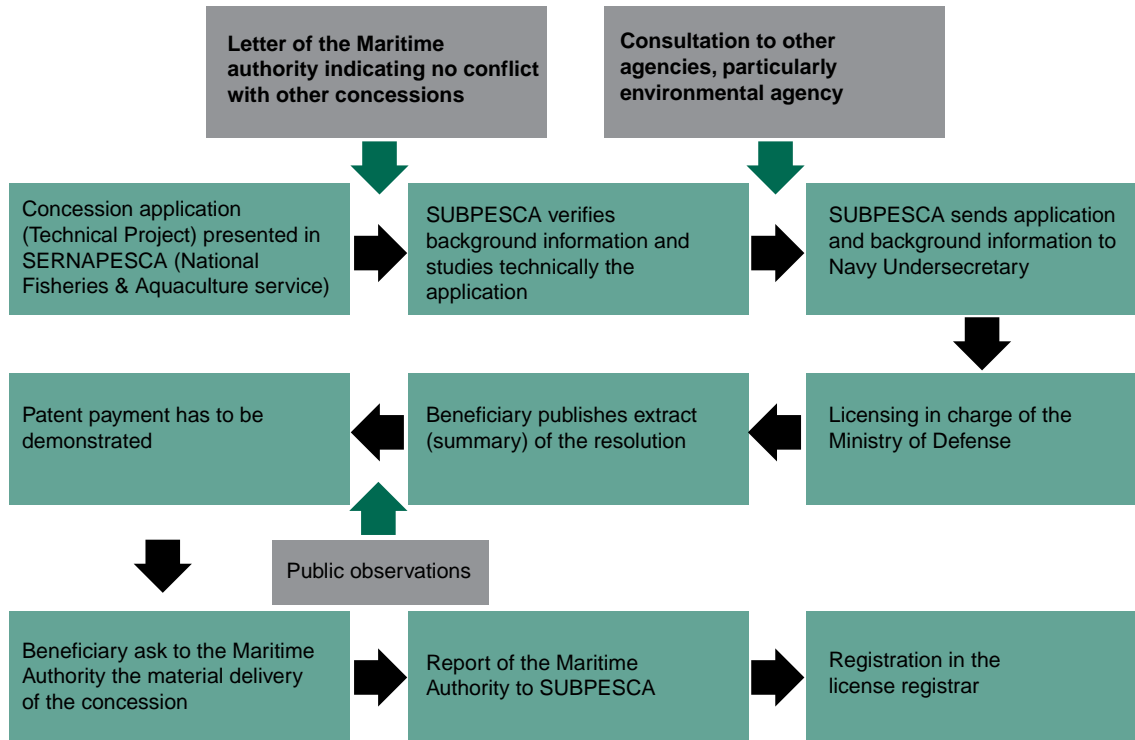 Letter of the Maritime
authority indicating no conflict
with other concessions
Consultation to other
agencies, particularly
environmental agency
Concession application
(Technical Project) presented in
SERNAPESCA (National
Fisheries & Aquaculture service)
SUBPESCA verifies
background information and
studies technically the
application
SUBPESCA sends application
and background information to
Navy Undersecretary
Patent payment has to be
demonstrated
Beneficiary publishes extract
(summary) of the resolution
Licensing in charge of the
Ministry of Defense
Public observations
Beneficiary ask to the Maritime
Authority the material delivery
of the concession
Report of the Maritime
Authority to SUBPESCA
Registration in the
license registrar